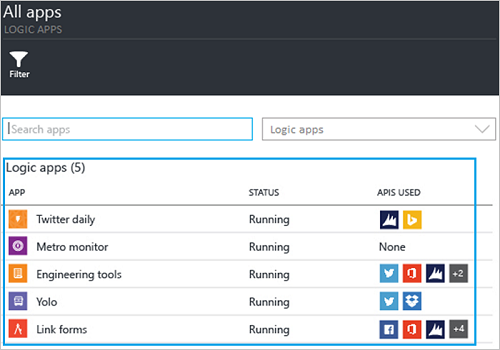 All apps
LOGIC APPS
Filter
Search apps
Logic apps
Logic apps (5)
APP STATUS APIS USED
Twitter daily Running
Metro monitor Running None
Engineering tools Running +2
Yolo Running
Link forms Running +4